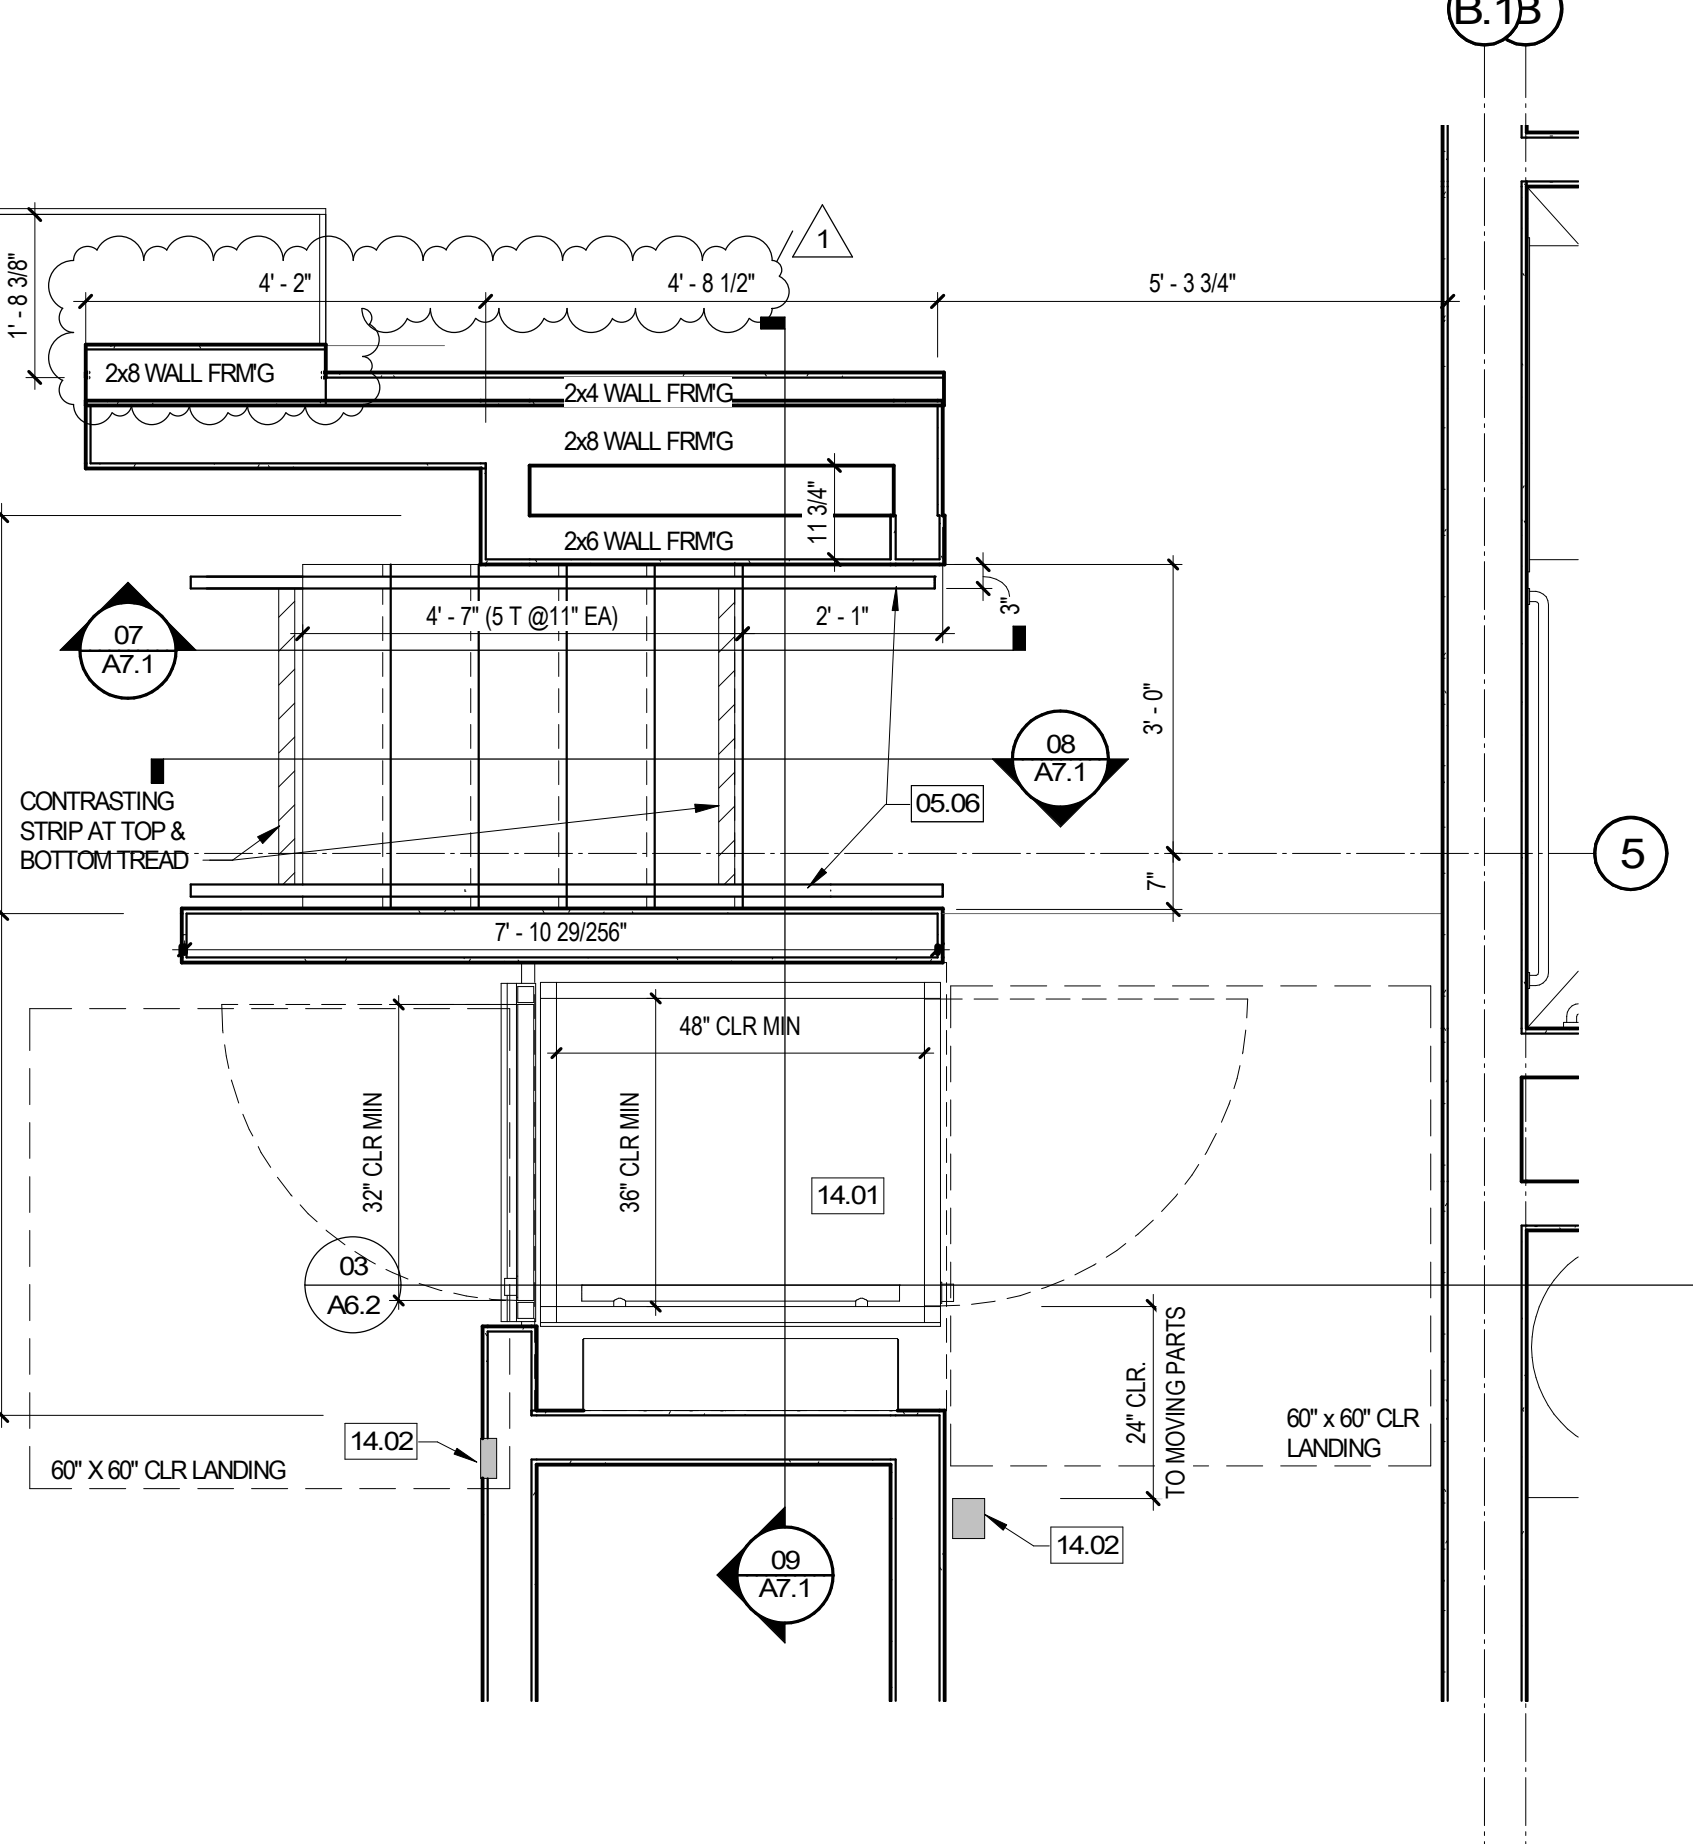 B.1
B
1
1' - 8 3/8"
4' - 2"
4' - 8 1/2"
5' - 3 3/4"
2x8 WALL FRM'G
2x4 WALL FRM'G
2x8 WALL FRM'G
11 3/4"
2x6 WALL FRM'G
4' - 7" (5 T @11" EA)
2' - 1"
3"
07
A7.1
3' - 0"
08
A7.1
CONTRASTING
STRIP AT TOP &
BOTTOM TREAD
05.06
5
7"
7' - 10 29/256"
48" CLR MIN
32" CLR MIN
36" CLR MIN
14.01
03
A6.2
24" CLR.
TO MOVING PARTS
60" x 60" CLR
LANDING
14.02
60" X 60" CLR LANDING
14.02
09
A7.1